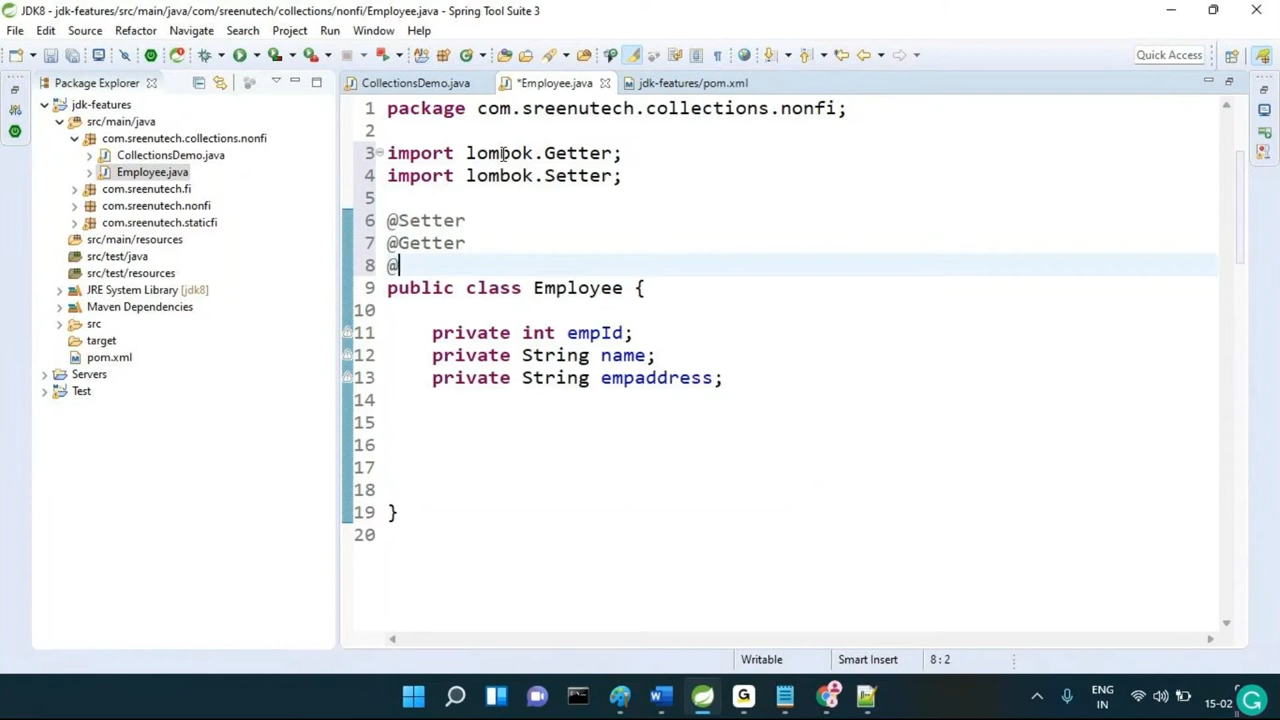 JDK8 - jdk-features/src/main/java/com/sreenutech/collections/nonfi/Employee.java - Spring Tool Suite 3
File Edit Source Refactor Navigate Search Project Run Window Help
Quick Access
Package Explorer
CollectionsDemo.java
*Employee.java
jdk-features/pom.xml
jdk-features
src/main/java
com.sreenutech.collections.nonfi
CollectionsDemo.java
Employee.java
com.sreenutech.fi
com.sreenutech.nonfi
com.sreenutech.staticfi
src/main/resources
src/test/java
src/test/resources
JRE System Library [jdk8]
Maven Dependencies
src
target
pom.xml
Servers
Test
1 package com.sreenutech.collections.nonfi;
2
3 import lombok.Getter;
4 import lombok.Setter;
5
6 @Setter
7 @Getter
8 @
9 public class Employee {
10
11 private int empId;
12 private String name;
13 private String empaddress;
14
15
16
17
18
19 }
20
Writable Smart Insert 8 : 2
ENG
IN
15-02